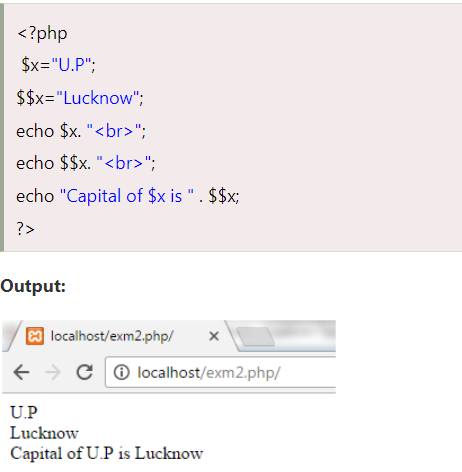 <?php
$x="U.P";
$$x="Lucknow";
echo $x. "<br>";
echo $$x. "<br>";
echo "Capital of $x is " . $$x;
?>
Output:
localhost/exm2.php/ ×
localhost/exm2.php/
U.P
Lucknow
Capital of U.P is Lucknow